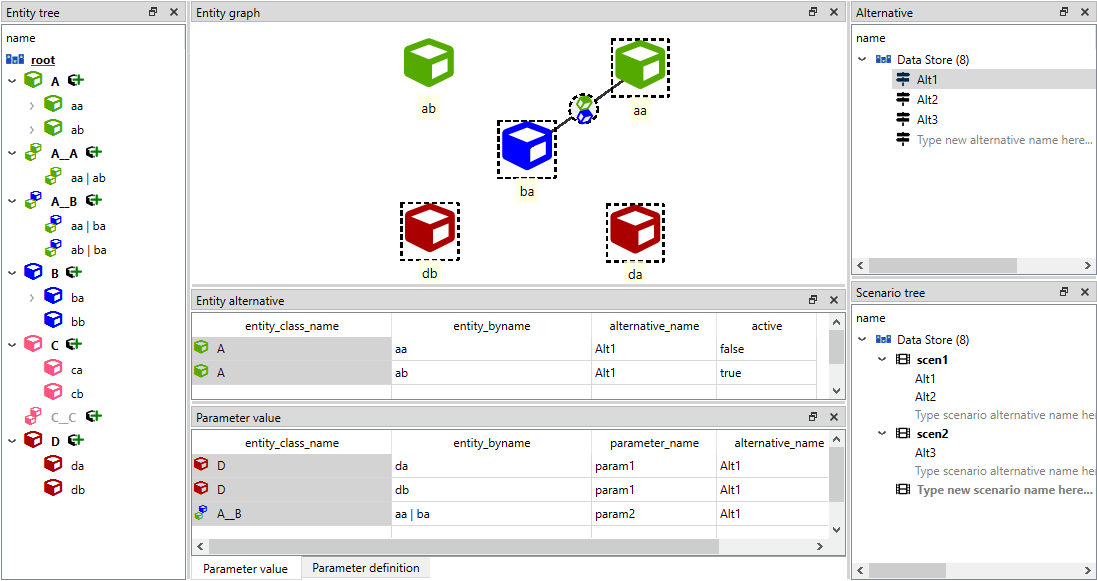 Entity tree
name
root
A
aa
ab
A__A
aa | ab
A__B
aa | ba
ab | ba
B
ba
bb
C
ca
cb
C__C
D
da
db
Entity graph
ab
aa
ba
db
da
Entity alternative
entity_class_name entity_byname alternative_name active
A aa Alt1 false
A ab Alt1 true
Parameter value
entity_class_name entity_byname parameter_name alternative_name
D da param1 Alt1
D db param1 Alt1
A__B aa | ba param2 Alt1
Parameter value Parameter definition
Alternative
name
Data Store (8)
Alt1
Alt2
Alt3
Type new alternative name here...
Scenario tree
name
Data Store (8)
scen1
Alt1
Alt2
Type scenario alternative name he
scen2
Alt3
Type scenario alternative name he
Type new scenario name here...